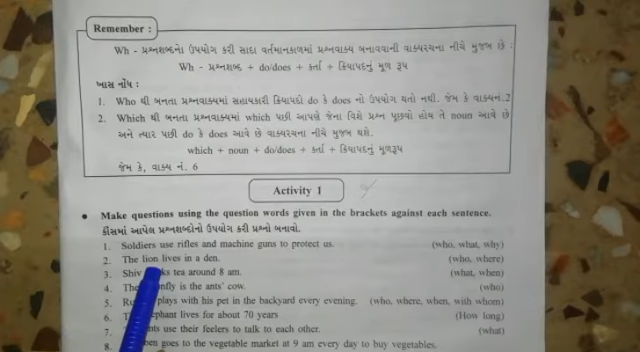 Remember :
Wh - પ્રશ્નશબ્દનો ઉપયોગ કરી સાદા વર્તમાનકાળમાં પ્રશ્નવાક્ય બનાવવાની વાક્યરચના નીચે મુજબ છે :
Wh - પ્રશ્નશબ્દ + do/does + કર્તા + ક્રિયાપદનું મૂળ રૂપ
ખાસ નોંધ :
1. Who થી બનતા પ્રશ્નવાક્યમાં સહાયકારી ક્રિયાપદો do કે does નો ઉપયોગ થતો નથી. જેમ કે વાક્યનં.2
2. Which થી બનતા પ્રશ્નવાક્યમાં which પછી આપણે જેના વિશે પ્રશ્ન પૂછવો હોય તે noun આવે છે
અને ત્યાર પછી do કે does આવે છે વાક્યરચના નીચે મુજબ થશે.
which + noun + do/does + કર્તા + ક્રિયાપદનું મૂળરૂપ
જેમ કે, વાક્ય નં. 6
Activity 1
• Make questions using the question words given in the brackets against each sentence.
કૌંસમાં આપેલ પ્રશ્નશબ્દોનો ઉપયોગ કરી પ્રશ્નો બનાવો.
1. Soldiers use rifles and machine guns to protect us. (who, what, why)
2. The lion lives in a den. (who, where)
3. Shiv ks tea around 8 am. (what, when)
4. The nfly is the ants' cow. (who)
5. Ru plays with his pet in the backyard every evening. (who, where, when, with whom)
6. T ephant lives for about 70 years (How long)
7. nts use their feelers to talk to each other. (what)
8. en goes to the vegetable market at 9 am every day to buy vegetables.